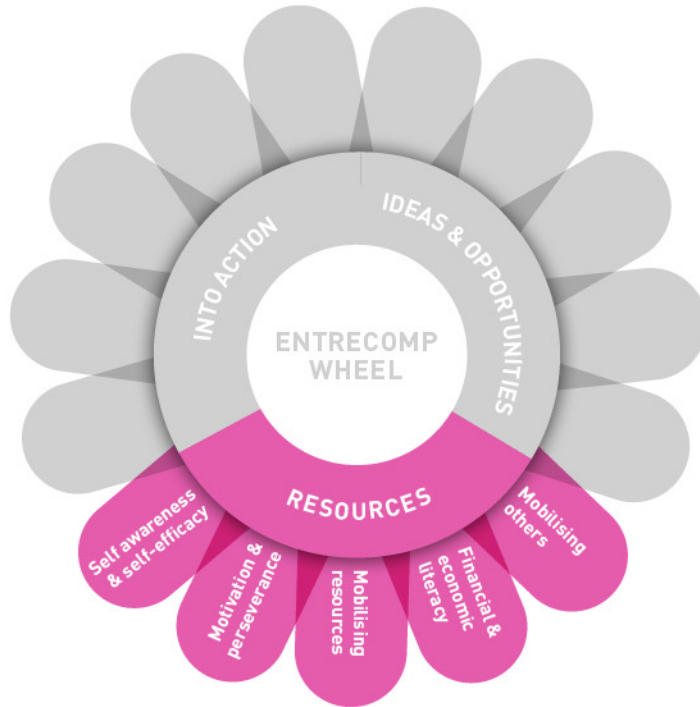 INTO ACTION
IDEAS & OPPORTUNITIES
ENTRECOMP
WHEEL
RESOURCES
Self awareness
& self-efficacy
Motivation &
perseverance
Mobilising
resources
Financial &
economic
literacy
Mobilising
others